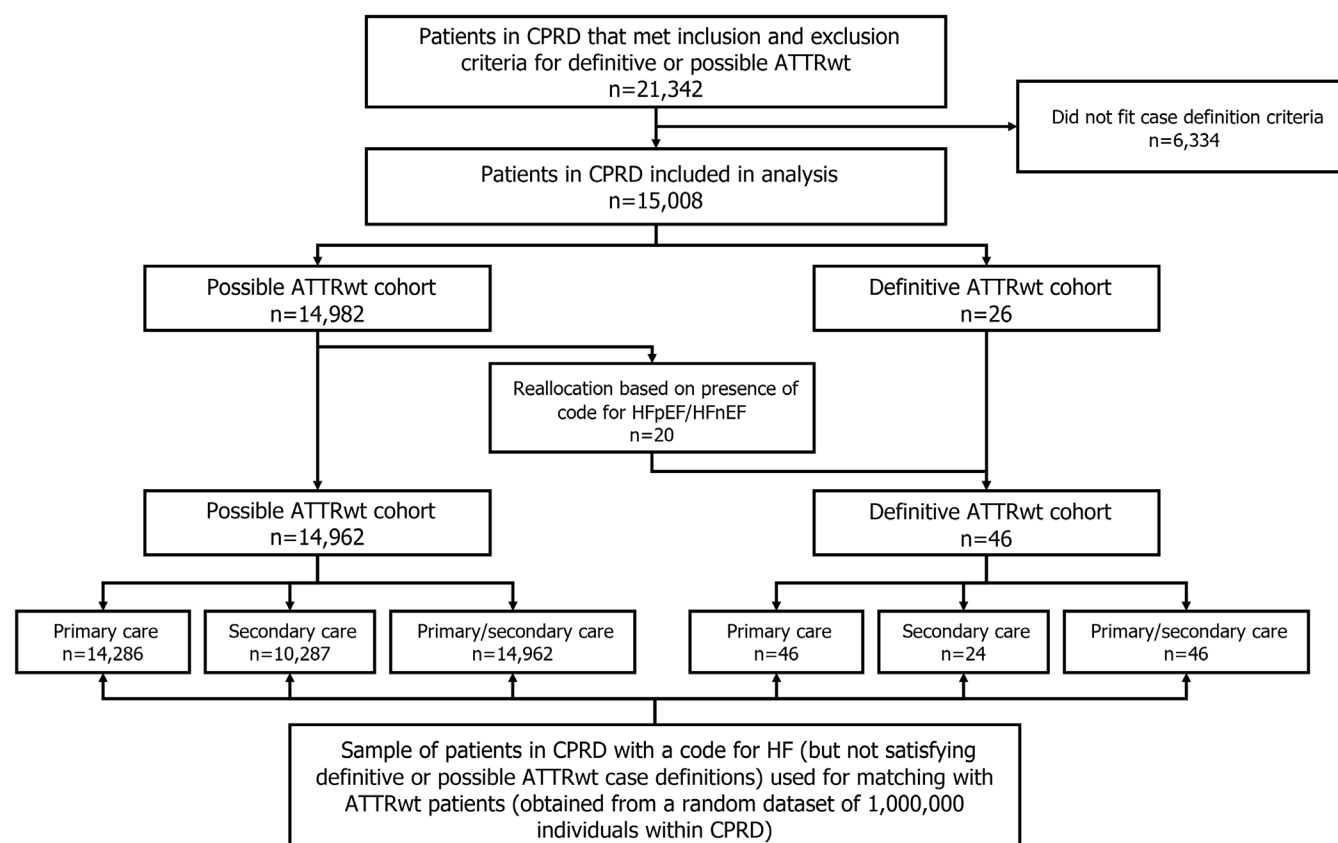 Patients in CPRD that met inclusion and exclusion
criteria for definitive or possible ATTRwt
n=21,342
Did not fit case definition criteria
n=6,334
Patients in CPRD included in analysis
n=15,008
Possible ATTRwt cohort
n=14,982
Definitive ATTRwt cohort
n=26
Reallocation based on presence of
code for HFpEF/HFnEF
n=20
Possible ATTRwt cohort
n=14,962
Definitive ATTRwt cohort
n=46
Primary care
n=14,286
Secondary care
n=10,287
Primary/secondary care
n=14,962
Primary care
n=46
Secondary care
n=24
Primary/secondary care
n=46
Sample of patients in CPRD with a code for HF (but not satisfying
definitive or possible ATTRwt case definitions) used for matching with
ATTRwt patients (obtained from a random dataset of 1,000,000
individuals within CPRD)